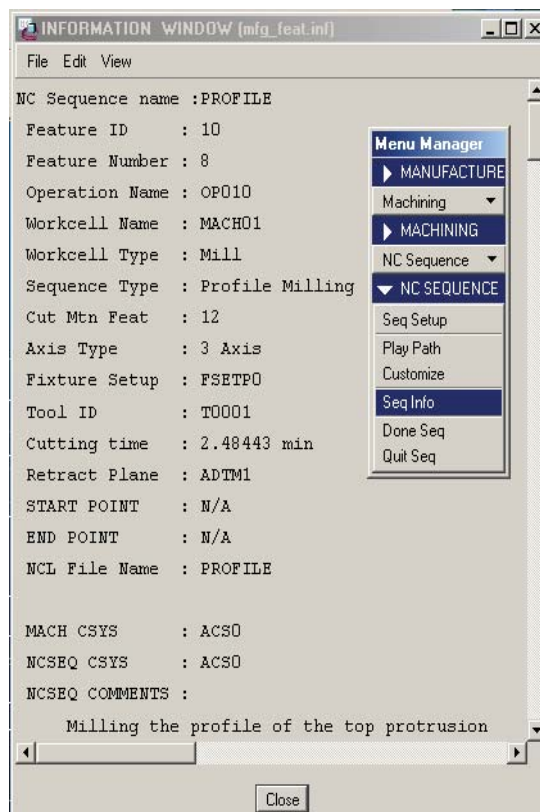 INFORMATION WINDOW (mfg_feat.inf)
File Edit View
NC Sequence name :PROFILE
Feature ID : 10
Feature Number : 8
Operation Name : OP010
Workcell Name : MACH01
Workcell Type : Mill
Sequence Type : Profile Milling
Cut Mtn Feat : 12
Axis Type : 3 Axis
Fixture Setup : FSETP0
Tool ID : T0001
Cutting time : 2.48443 min
Retract Plane : ADTM1
START POINT : N/A
END POINT : N/A
NCL File Name : PROFILE
MACH CSYS : ACS0
NCSEQ CSYS : ACS0
NCSEQ COMMENTS :
Milling the profile of the top protrusion
Menu Manager
MANUFACTURE
Machining
MACHINING
NC Sequence
NC SEQUENCE
Seq Setup
Play Path
Customize
Seq Info
Done Seq
Quit Seq
Close